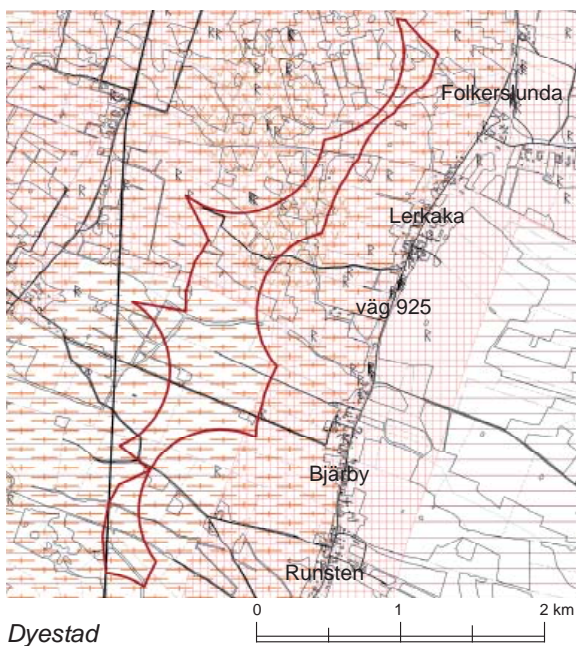 Folkerslunda
Lerkaka
väg 925
Bjärby
Runsten
Dyestad
0 1 2 km